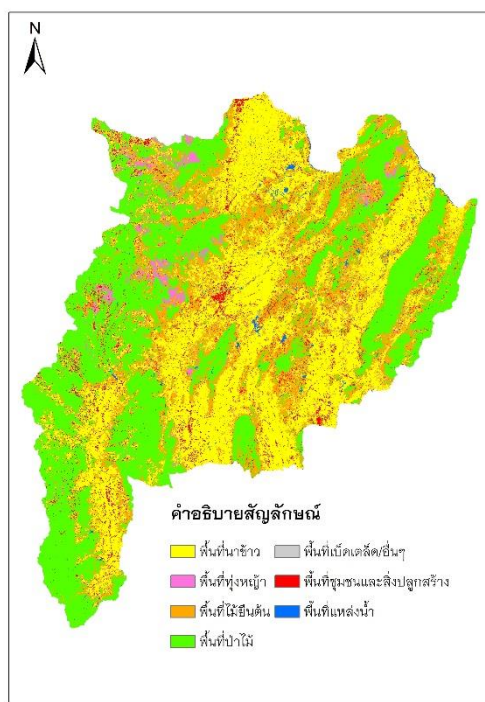 N
คำอธิบายสัญลักษณ์
พื้นที่นาข้าว
พื้นที่เบ็ดเตล็ด/อื่นๆ
พื้นที่ทุ่งหญ้า
พื้นที่ชุมชนและสิ่งปลูกสร้าง
พื้นที่ไม้ยืนต้น
พื้นที่แหล่งน้ำ
พื้นที่ป่าไม้